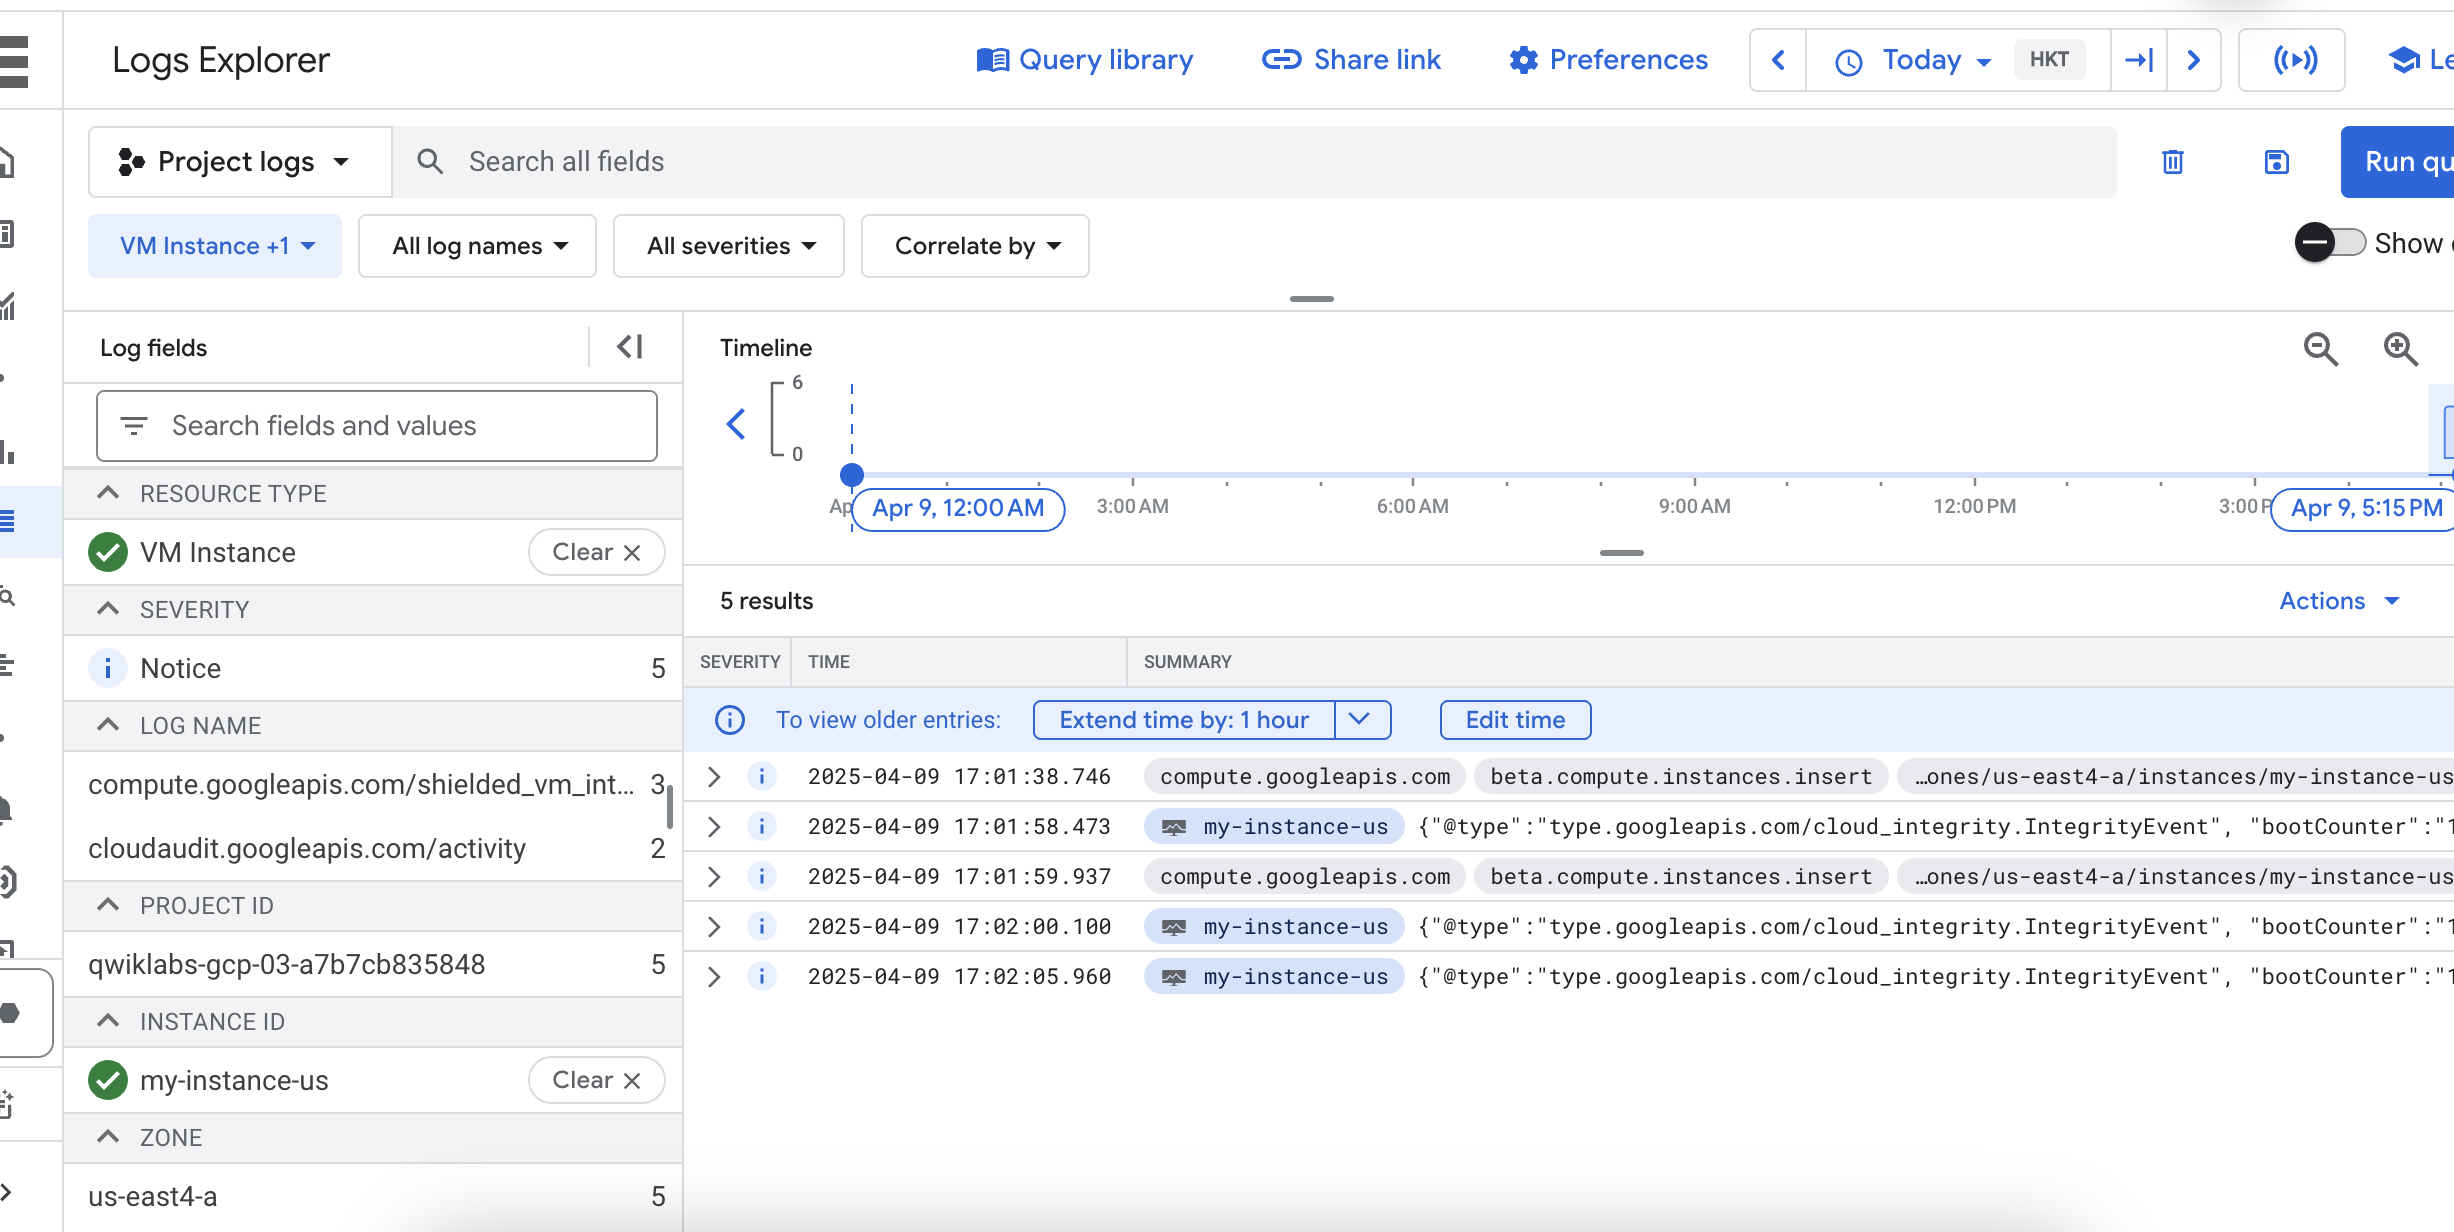 Logs Explorer
Query library
Share link
Preferences
Today
HKT
Project logs
Search all fields
VM Instance +1
All log names
All severities
Correlate by
Show
Log fields
Search fields and values
RESOURCE TYPE
VM Instance
Clear
SEVERITY
Notice 5
LOG NAME
compute.googleapis.com/shielded_vm_int... 3
cloudaudit.googleapis.com/activity 2
PROJECT ID
qwiklabs-gcp-03-a7b7cb835848 5
INSTANCE ID
my-instance-us
Clear
ZONE
us-east4-a 5
Timeline
6
0
Apr 9, 12:00 AM
3:00 AM
6:00 AM
9:00 AM
12:00 PM
Apr 9, 5:15 PM
5 results
Actions
SEVERITY TIME SUMMARY
To view older entries: Extend time by: 1 hour Edit time
2025-04-09 17:01:38.746 compute.googleapis.com beta.compute.instances.insert …ones/us-east4-a/instances/my-instance-us
2025-04-09 17:01:58.473 my-instance-us {"@type":"type.googleapis.com/cloud_integrity.IntegrityEvent", "bootCounter":"1
2025-04-09 17:01:59.937 compute.googleapis.com beta.compute.instances.insert …ones/us-east4-a/instances/my-instance-us
2025-04-09 17:02:00.100 my-instance-us {"@type":"type.googleapis.com/cloud_integrity.IntegrityEvent", "bootCounter":"1
2025-04-09 17:02:05.960 my-instance-us {"@type":"type.googleapis.com/cloud_integrity.IntegrityEvent", "bootCounter":"1